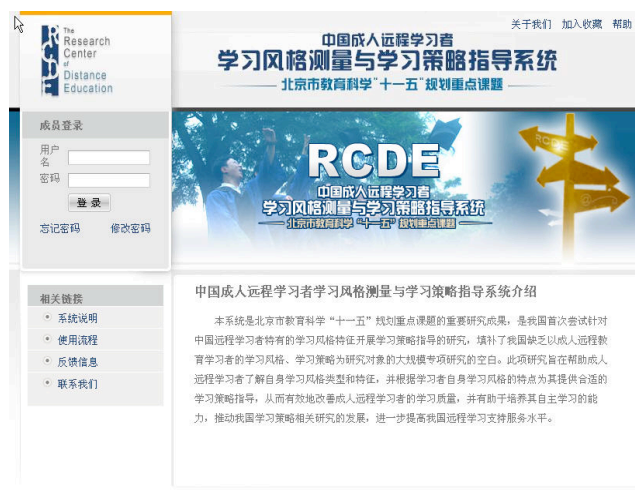 关于我们 加入收藏 帮助
The
Research
Center
of
Distance
Education
中国成人远程学习者
学习风格测量与学习策略指导系统
北京市教育科学"十一五"规划重点课题
成员登录
用户名
密码
登 录
忘记密码 修改密码
RCDE
中国成人远程学习者
学习风格测量与学习策略指导系统
北京市教育科学“十一五”规划重点课题
RCDE
相关链接
系统说明
使用流程
反馈信息
联系我们
中国成人远程学习者学习风格测量与学习策略指导系统介绍
本系统是北京市教育科学“十一五”规划重点课题的重要研究成果，是我国首次尝试针对
中国远程学习者特有的学习风格特征开展学习策略指导的研究，填补了我国缺乏以成人远程教
育学习者的学习风格、学习策略为研究对象的大规模专项研究的空白。此项研究旨在帮助成人
远程学习者了解自身学习风格类型和特征，并根据学习者自身学习风格的特点为其提供合适的
学习策略指导，从而有效地改善成人远程学习者的学习质量，并有助于培养其自主学习的能
力，推动我国学习策略相关研究的发展，进一步提高我国远程学习支持服务水平。